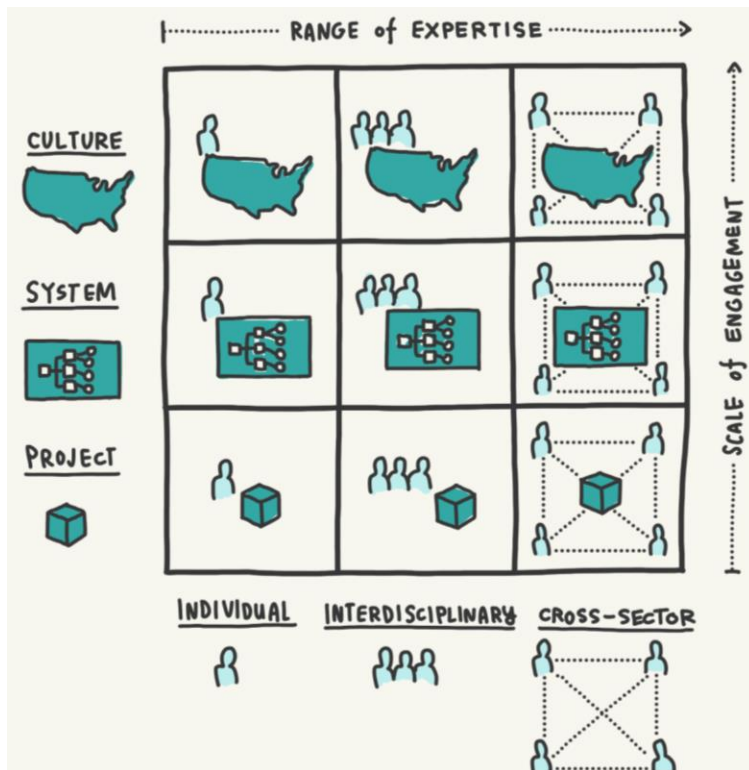 RANGE of EXPERTISE
CULTURE
SYSTEM
PROJECT
SCALE of ENGAGEMENT
INDIVIDUAL
INTERDISCIPLINARY
CROSS-SECTOR